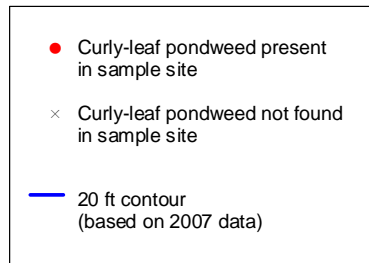 Curly-leaf pondweed present
in sample site
Curly-leaf pondweed not found
in sample site
20 ft contour
(based on 2007 data)